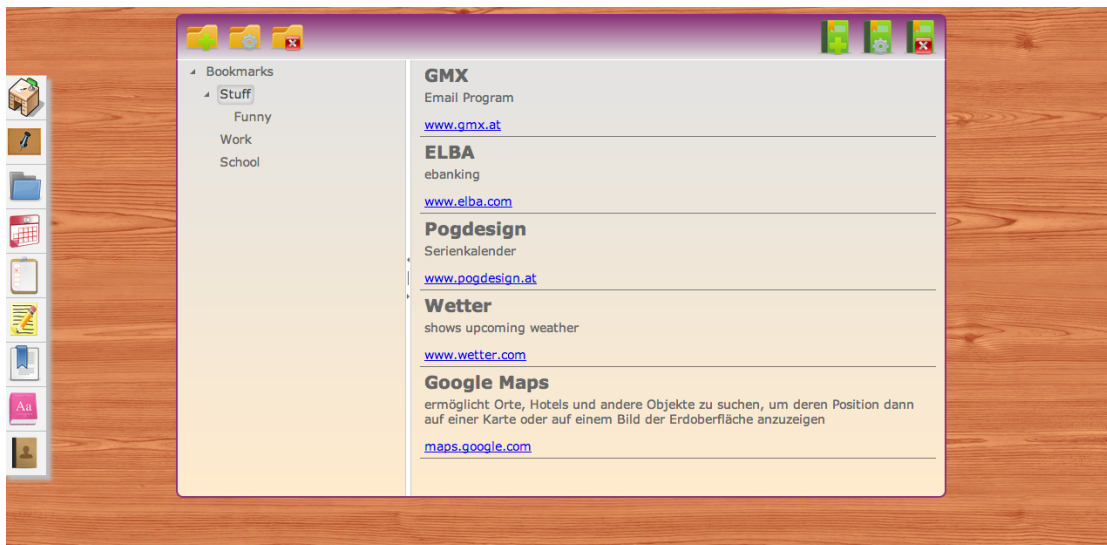 Bookmarks
Stuff
Funny
Work
School
GMX
Email Program
www.gmx.at
ELBA
ebanking
www.elba.com
Pogdesign
Serienkalender
www.pogdesign.at
Wetter
shows upcoming weather
www.wetter.com
Google Maps
ermöglicht Orte, Hotels und andere Objekte zu suchen, um deren Position dann
auf einer Karte oder auf einem Bild der Erdoberfläche anzuzeigen
maps.google.com
Aa